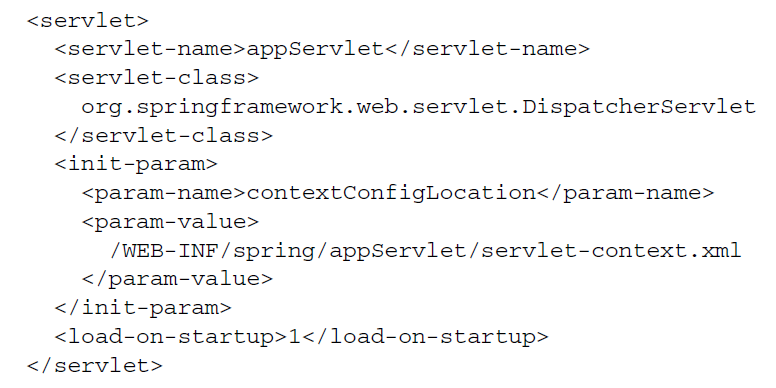 <servlet>
  <servlet-name>appServlet</servlet-name>
  <servlet-class>
    org.springframework.web.servlet.DispatcherServlet
  </servlet-class>
  <init-param>
    <param-name>contextConfigLocation</param-name>
    <param-value>
      /WEB-INF/spring/appServlet/servlet-context.xml
    </param-value>
  </init-param>
  <load-on-startup>1</load-on-startup>
</servlet>